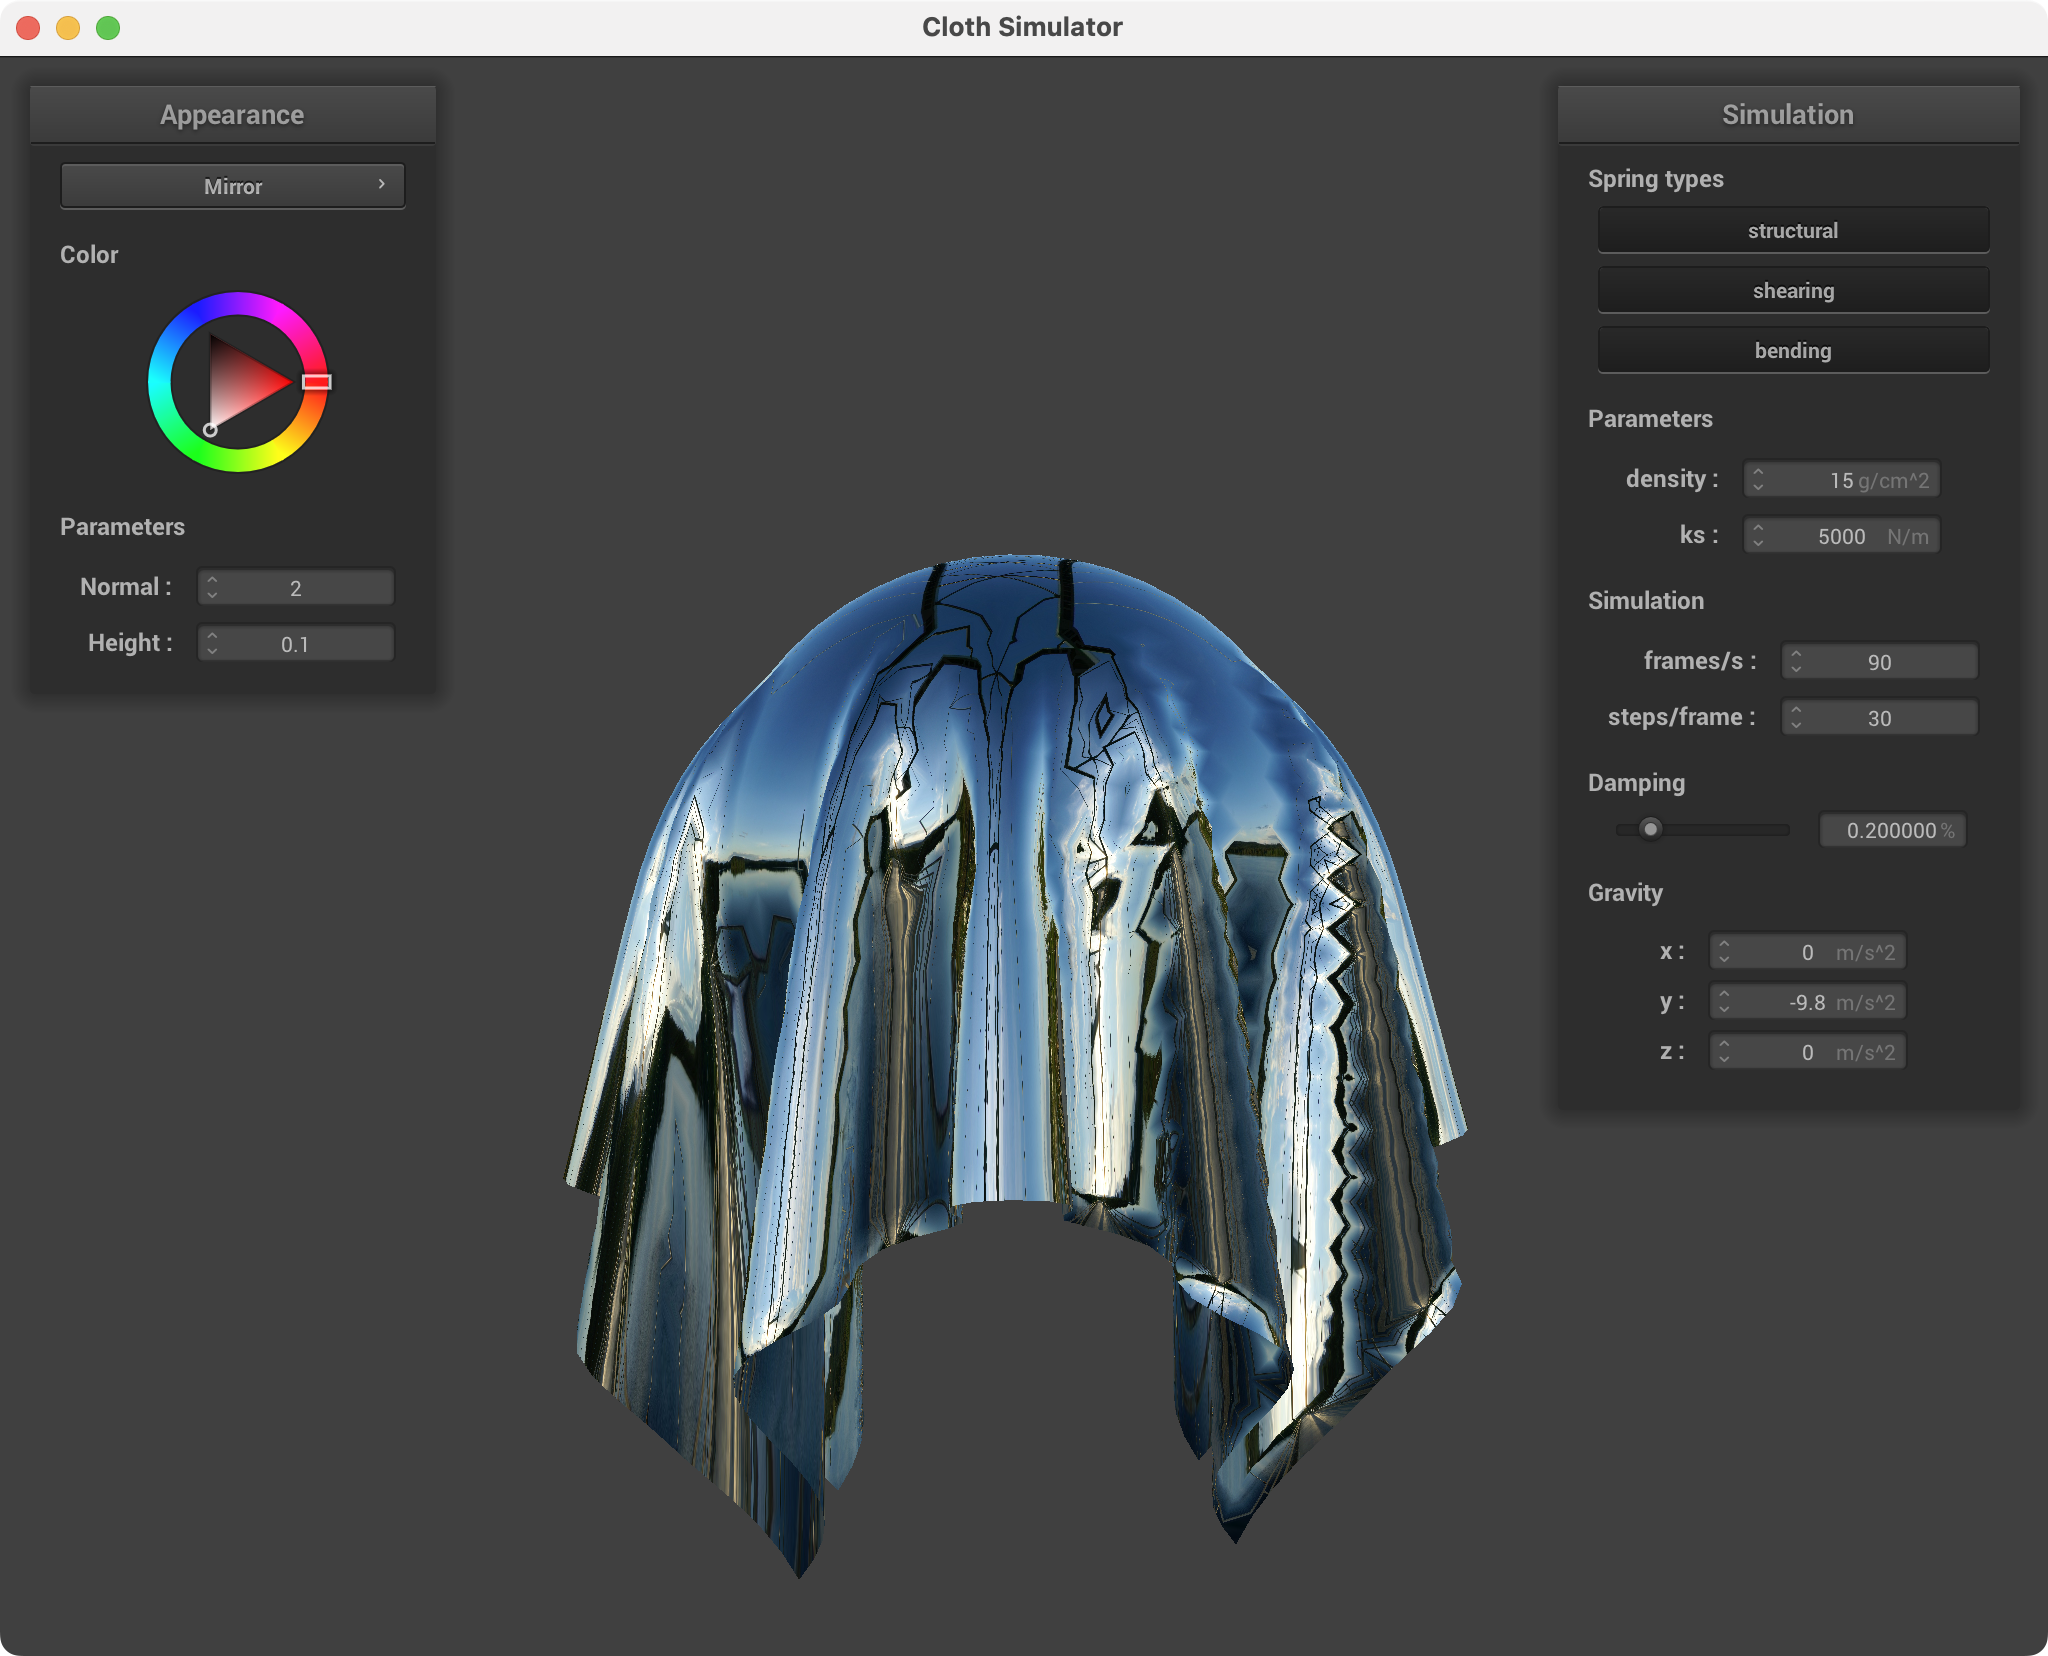 Cloth Simulator
Appearance
Mirror
Color
Parameters
Normal : 2
Height : 0.1
Simulation
Spring types
structural
shearing
bending
Parameters
density : 15 g/cm^2
ks : 5000 N/m
Simulation
frames/s : 90
steps/frame : 30
Damping
0.200000 %
Gravity
x : 0 m/s^2
y : -9.8 m/s^2
z : 0 m/s^2